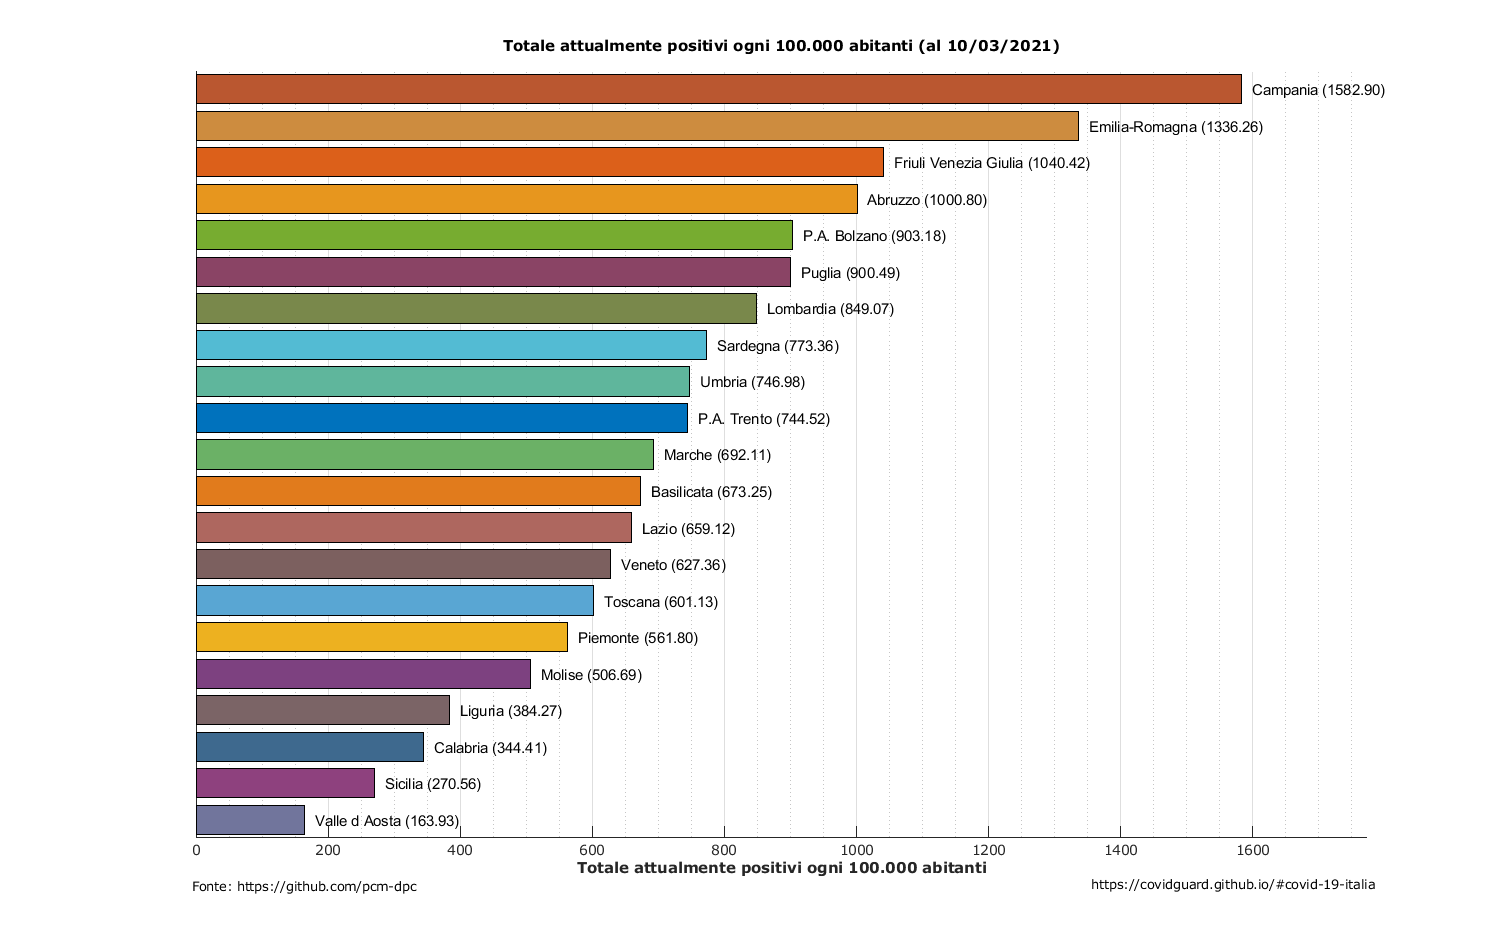 Totale attualmente positivi ogni 100.000 abitanti (al 10/03/2021)
Campania (1582.90)
Emilia-Romagna (1336.26)
Friuli Venezia Giulia (1040.42)
Abruzzo (1000.80)
P.A. Bolzano (903.18)
Puglia (900.49)
Lombardia (849.07)
Sardegna (773.36)
Umbria (746.98)
P.A. Trento (744.52)
Marche (692.11)
Basilicata (673.25)
Lazio (659.12)
Veneto (627.36)
Toscana (601.13)
Piemonte (561.80)
Molise (506.69)
Liguria (384.27)
Calabria (344.41)
Sicilia (270.56)
Valle d Aosta (163.93)
0 200 400 600 800 1000 1200 1400 1600
Totale attualmente positivi ogni 100.000 abitanti
Fonte: https://github.com/pcm-dpc
https://covidguard.github.io/#covid-19-italia